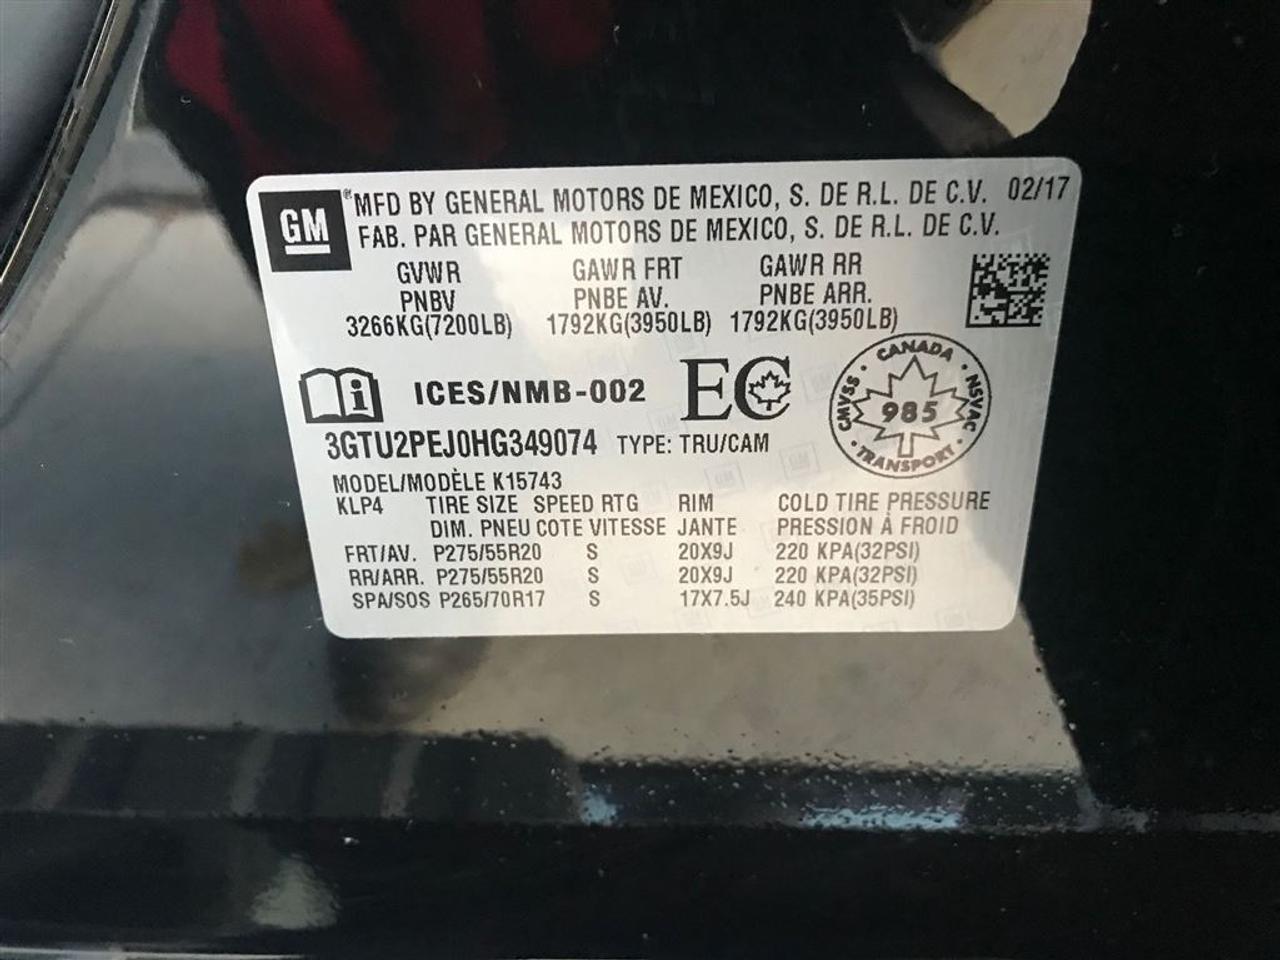 GM
® MFD BY GENERAL MOTORS DE MEXICO, S. DE R.L. DE C.V. 02/17
FAB. PAR GENERAL MOTORS DE MEXICO, S. DE R.L. DE C.V.
GVWR GAWR FRT GAWR RR
PNBV PNBE AV. PNBE ARR.
3266KG(7200LB) 1792KG(3950LB) 1792KG(3950LB)
i ICES/NMB-002 EC
CANADA
CMVSS 985 NSVAC
TRANSPORT
3GTU2PEJ0HG349074 TYPE: TRU/CAM
MODEL/MODÈLE K15743
KLP4 TIRE SIZE SPEED RTG RIM COLD TIRE PRESSURE
DIM. PNEU COTE VITESSE JANTE PRESSION À FROID
FRT/AV. P275/55R20 S 20X9J 220 KPA(32PSI)
RR/ARR. P275/55R20 S 20X9J 220 KPA(32PSI)
SPA/SOS P265/70R17 S 17X7.5J 240 KPA(35PSI)